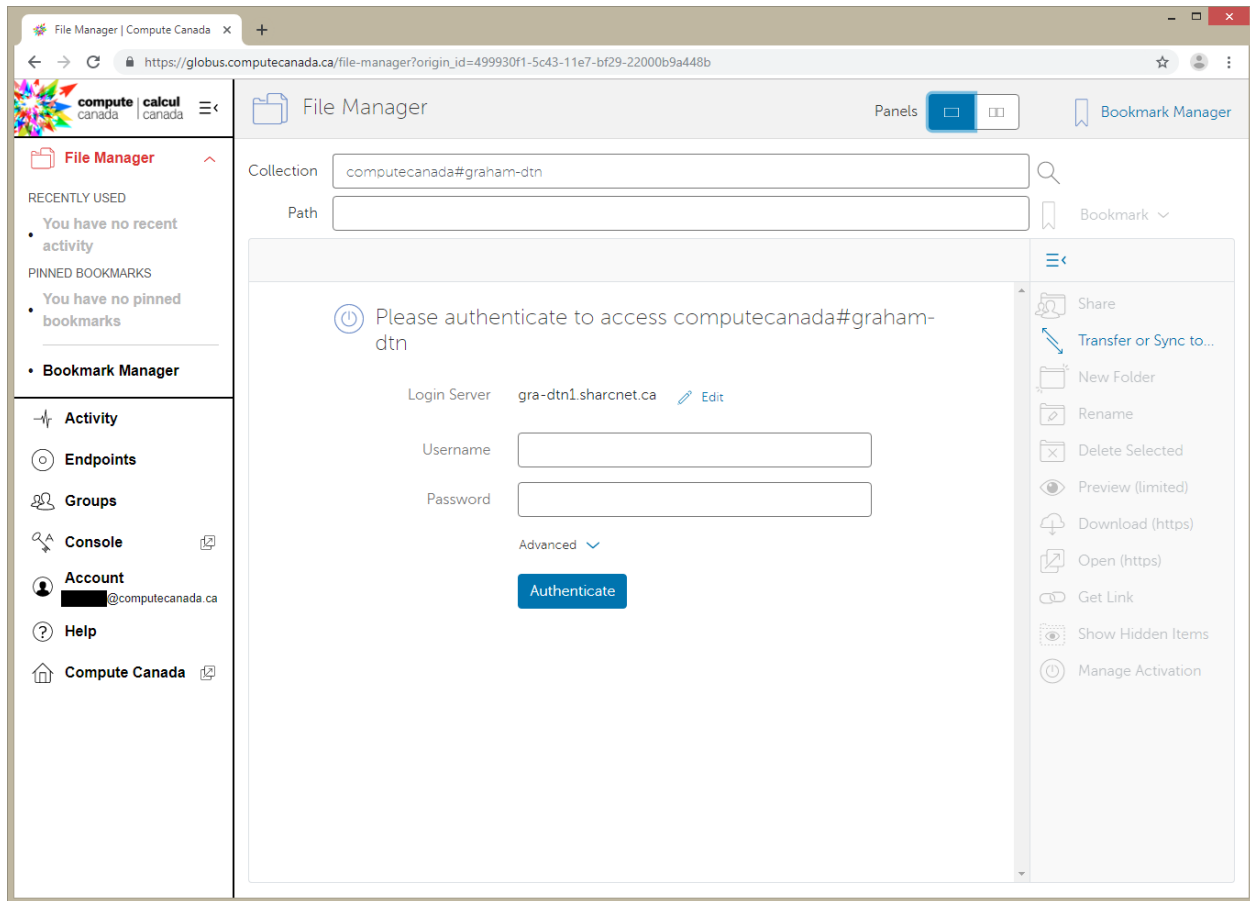 File Manager | Compute Canada
https://globus.computecanada.ca/file-manager?origin_id=499930f1-5c43-11e7-bf29-22000b9a448b
compute | calcul
canada | canada
File Manager
RECENTLY USED
• You have no recent
activity
PINNED BOOKMARKS
• You have no pinned
bookmarks
• Bookmark Manager
Activity
Endpoints
Groups
Console
Account
@computecanada.ca
Help
Compute Canada
File Manager
Panels
Bookmark Manager
Collection computecanada#graham-dtn
Path
Bookmark
Please authenticate to access computecanada#graham-
dtn
Login Server gra-dtn1.sharcnet.ca Edit
Username
Password
Advanced
Authenticate
Share
Transfer or Sync to...
New Folder
Rename
Delete Selected
Preview (limited)
Download (https)
Open (https)
Get Link
Show Hidden Items
Manage Activation